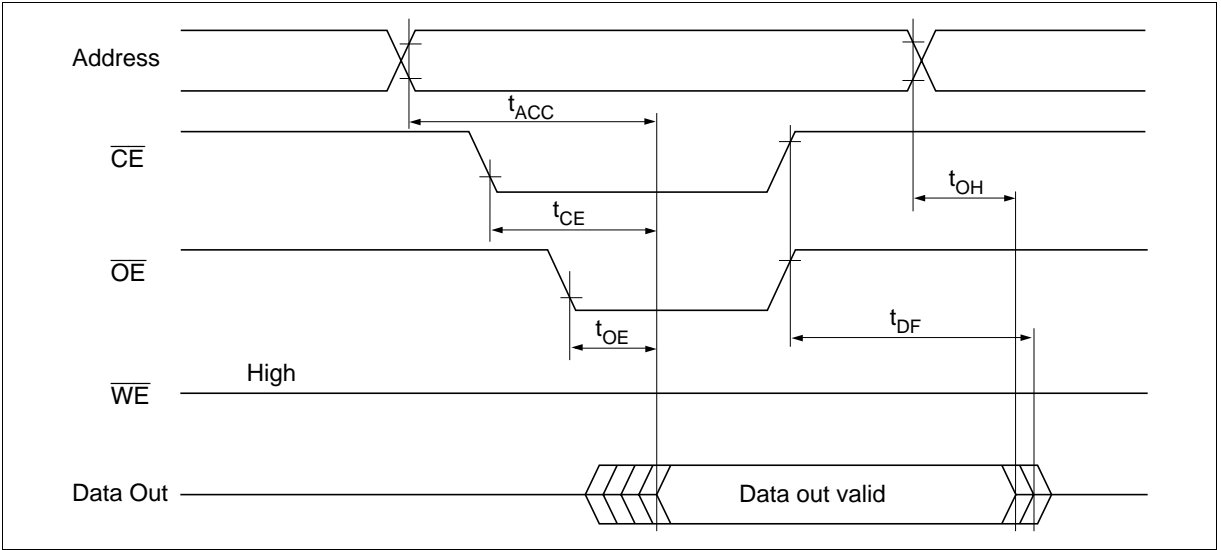 Address
tACC
CE
tOH
tCE
OE
tDF
tOE
High
WE
Data Out
Data out valid